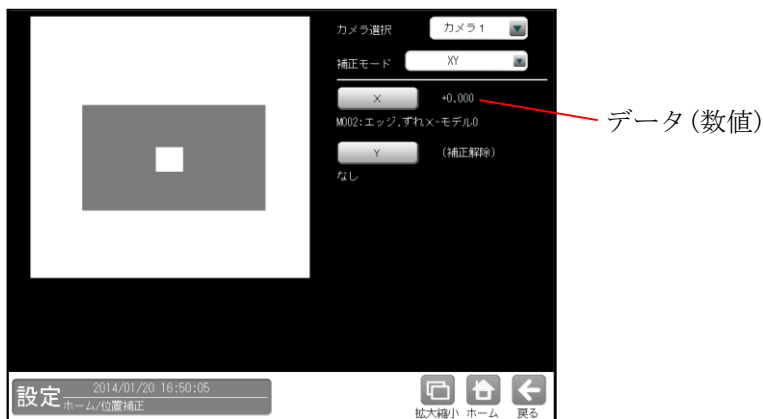 カメラ選択 カメラ1
補正モード XY
X +0.000
データ(数値)
M002:エッジ.ずれX-モデル0
Y (補正解除)
なし
設定 2014/01/20 16:50:05
ホーム/位置補正
拡大縮小 ホーム 戻る